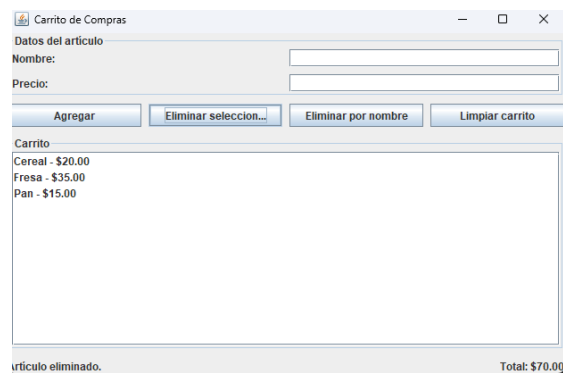 Carrito de Compras
Datos del artículo
Nombre:
Precio:
Agregar Eliminar seleccion... Eliminar por nombre Limpiar carrito
Carrito
Cereal - $20.00
Fresa - $35.00
Pan - $15.00
rtículo eliminado. Total: $70.00